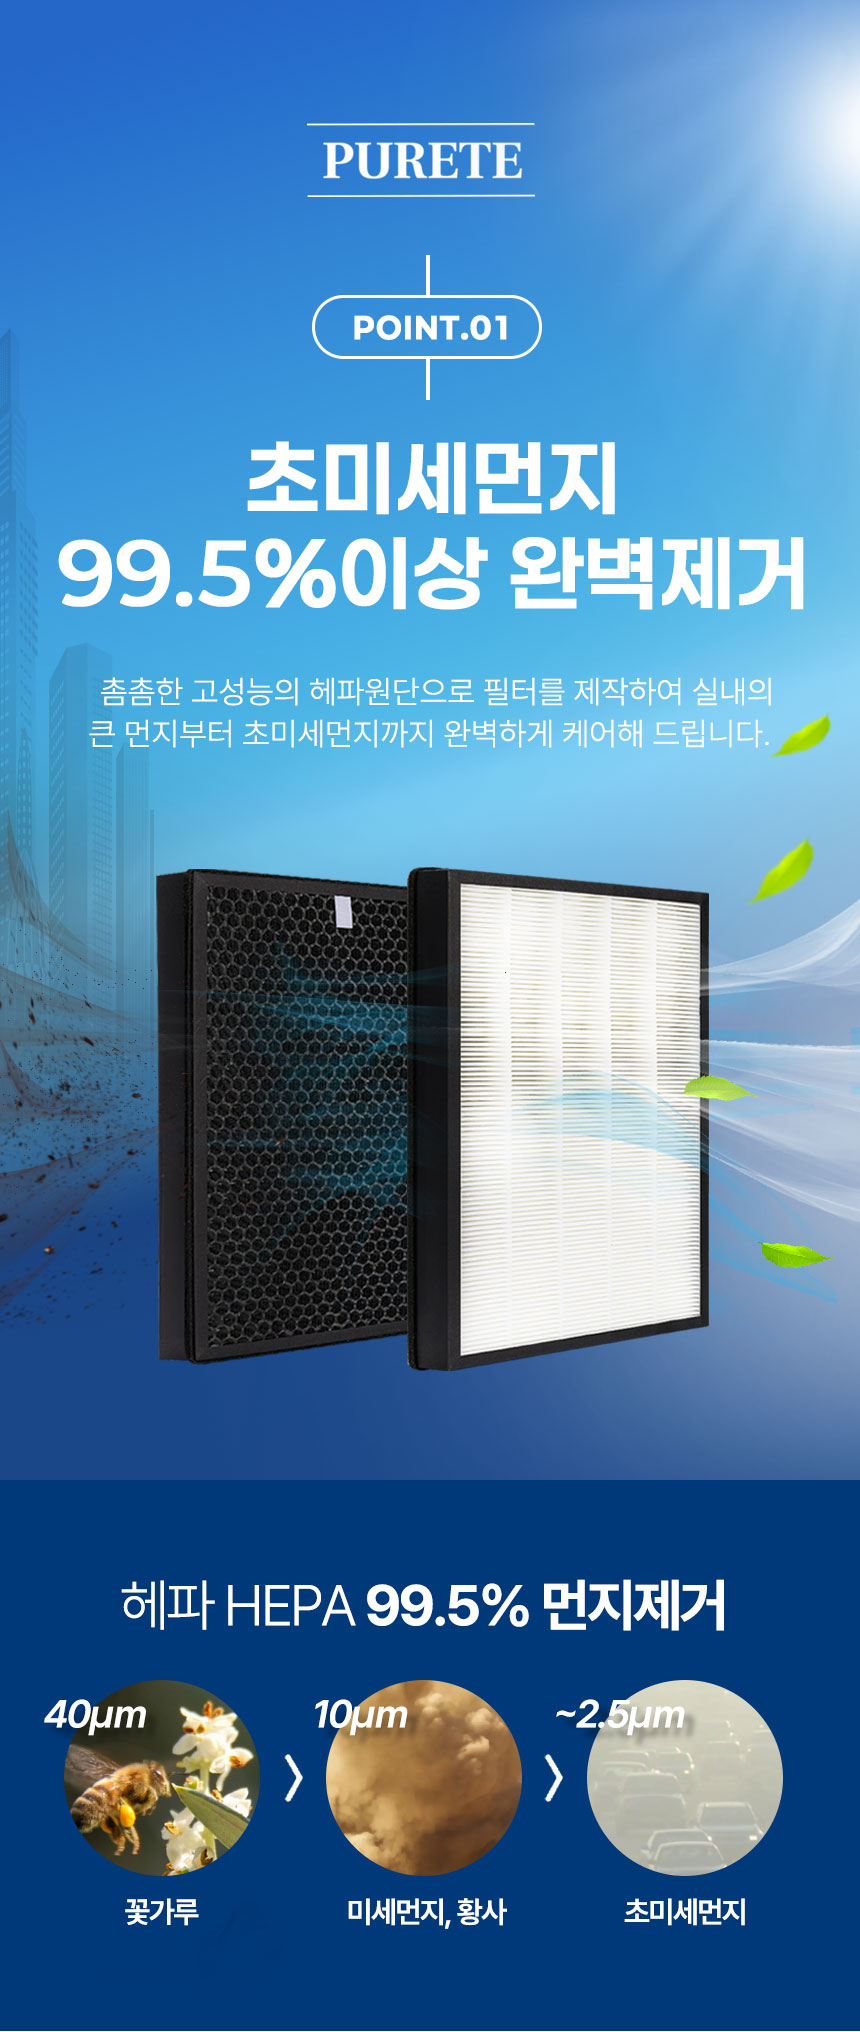 PURETE
POINT.01
초미세먼지
99.5%이상 완벽제거
촘촘한 고성능의 헤파원단으로 필터를 제작하여 실내의
큰 먼지부터 초미세먼지까지 완벽하게 케어해 드립니다.
헤파 HEPA 99.5% 먼지제거
40μm
10μm
~2.5μm
꽃가루
미세먼지, 황사
초미세먼지